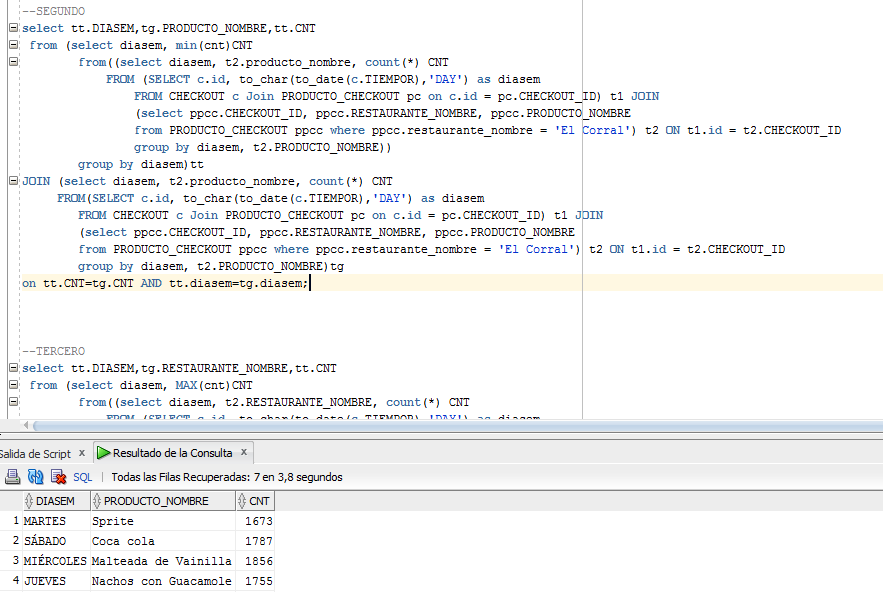 --SEGUNDO
select tt.DIASEM,tg.PRODUCTO_NOMBRE,tt.CNT
from (select diasem, min(cnt)CNT
from((select diasem, t2.producto_nombre, count(*) CNT
FROM (SELECT c.id, to_char(to_date(c.TIEMPOR),'DAY') as diasem
FROM CHECKOUT c Join PRODUCTO_CHECKOUT pc on c.id = pc.CHECKOUT_ID) t1 JOIN
(select ppcc.CHECKOUT_ID, ppcc.RESTAURANTE_NOMBRE, ppcc.PRODUCTO_NOMBRE
from PRODUCTO_CHECKOUT ppcc where ppcc.restaurante_nombre = 'El Corral') t2 ON t1.id = t2.CHECKOUT_ID
group by diasem, t2.PRODUCTO_NOMBRE))
group by diasem)tt
JOIN (select diasem, t2.producto_nombre, count(*) CNT
FROM(SELECT c.id, to_char(to_date(c.TIEMPOR),'DAY') as diasem
FROM CHECKOUT c Join PRODUCTO_CHECKOUT pc on c.id = pc.CHECKOUT_ID) t1 JOIN
(select ppcc.CHECKOUT_ID, ppcc.RESTAURANTE_NOMBRE, ppcc.PRODUCTO_NOMBRE
from PRODUCTO_CHECKOUT ppcc where ppcc.restaurante_nombre = 'El Corral') t2 ON t1.id = t2.CHECKOUT_ID
group by diasem, t2.PRODUCTO_NOMBRE)tg
on tt.CNT=tg.CNT AND tt.diasem=tg.diasem;
--TERCERO
select tt.DIASEM,tg.RESTAURANTE_NOMBRE,tt.CNT
from (select diasem, MAX(cnt)CNT
from((select diasem, t2.RESTAURANTE_NOMBRE, count(*) CNT
FROM (SELECT c.id, to_char(to_date(c.TIEMPOR),'DAY') as diasem
Salida de Script x Resultado de la Consulta x
SQL | Todas las Filas Recuperadas: 7 en 3,8 segundos
DIASEM PRODUCTO_NOMBRE CNT
1 MARTES Sprite 1673
2 SÁBADO Coca cola 1787
3 MIÉRCOLES Malteada de Vainilla 1856
4 JUEVES Nachos con Guacamole 1755